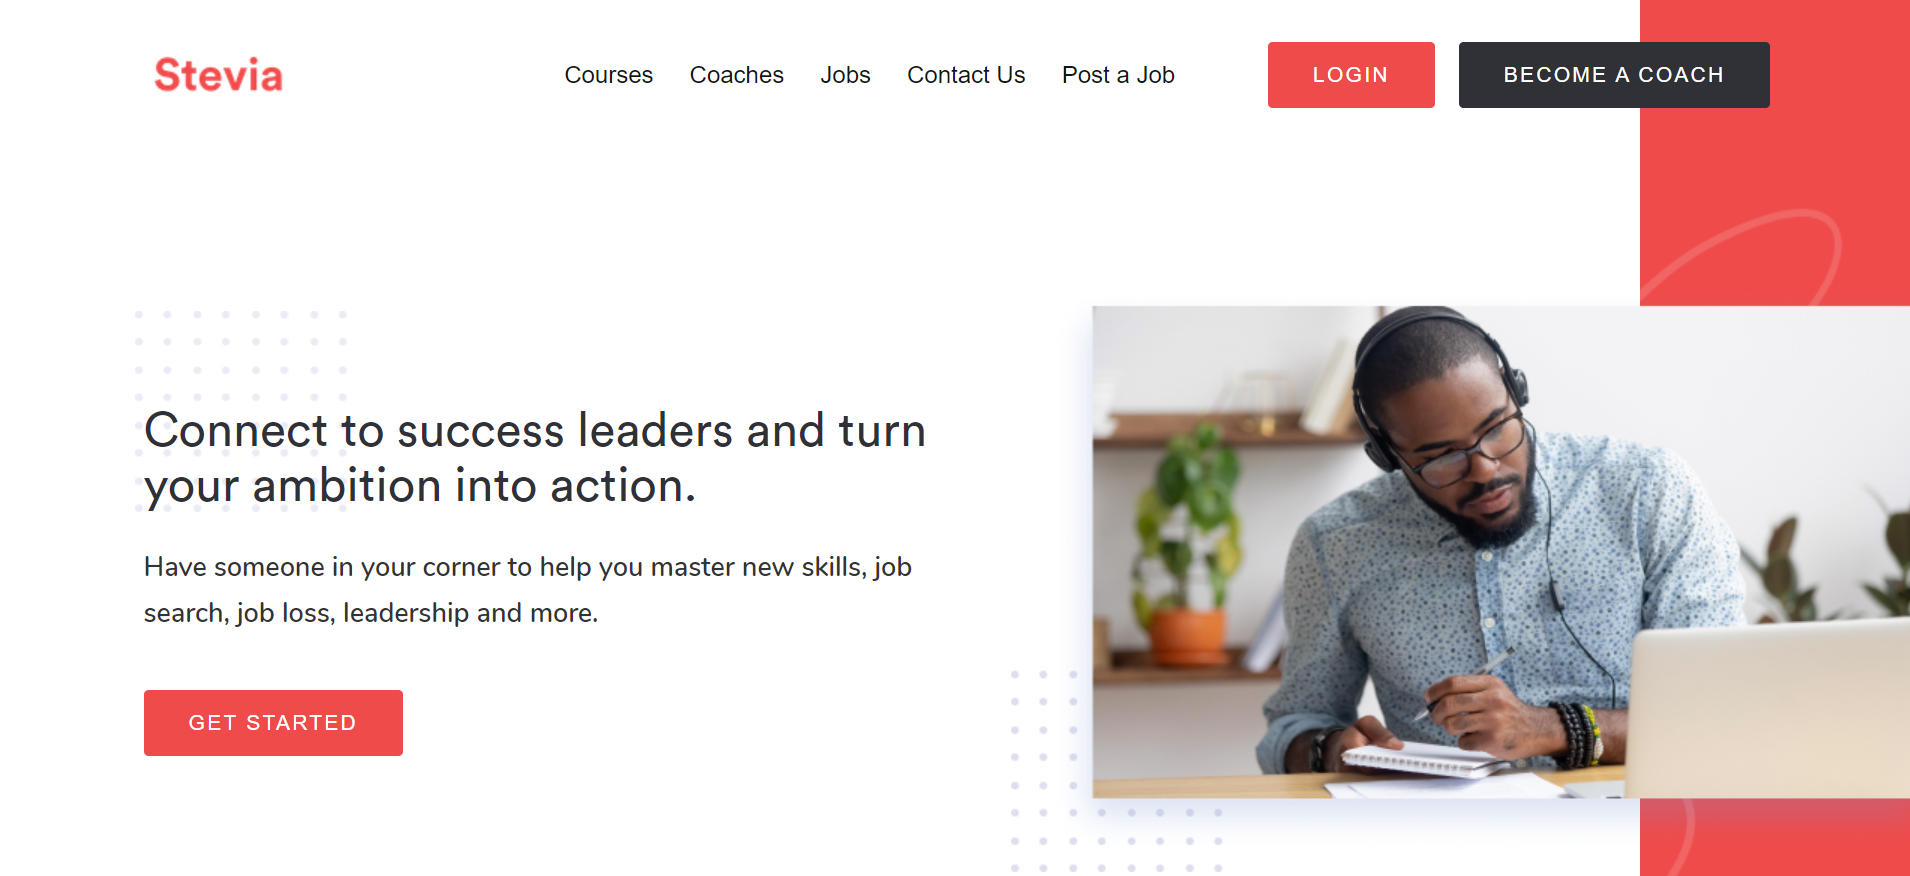 Stevia
Courses Coaches Jobs Contact Us Post a Job
LOGIN
BECOME A COACH
Connect to success leaders and turn
your ambition into action.
Have someone in your corner to help you master new skills, job
search, job loss, leadership and more.
GET STARTED